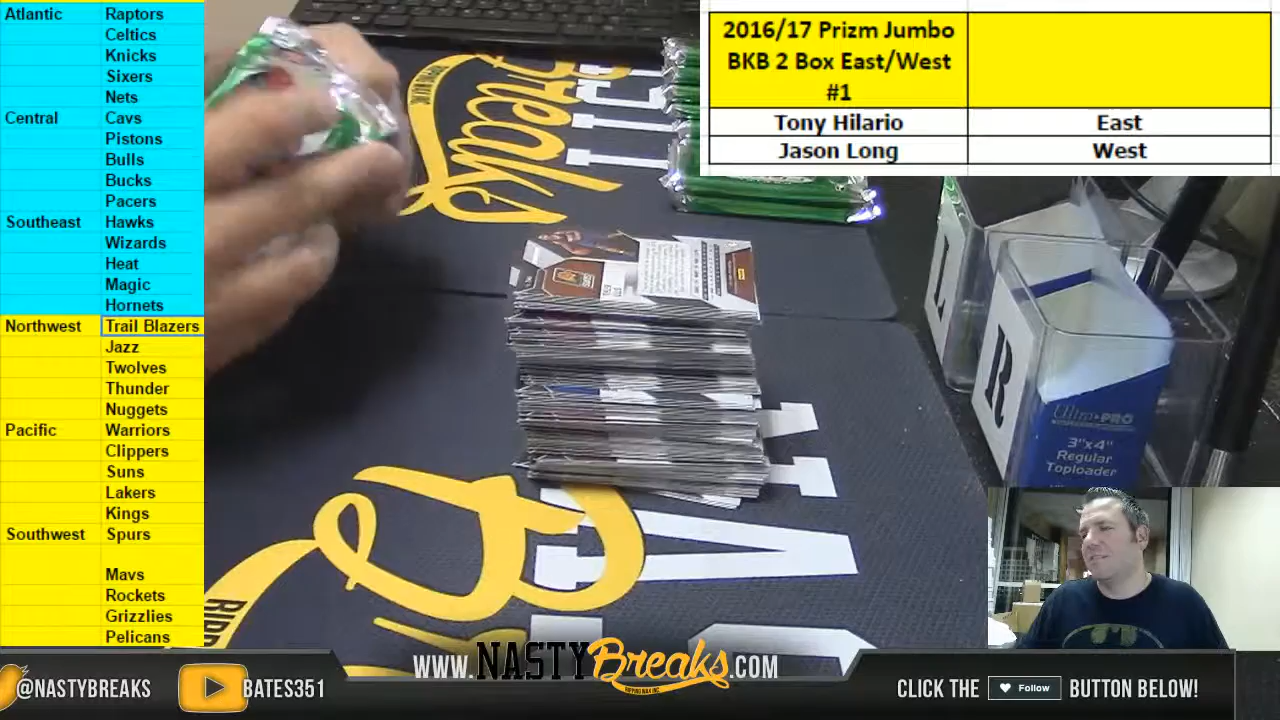 Atlantic Raptors
Celtics
Knicks
Sixers
Nets
Central Cavs
Pistons
Bulls
Bucks
Pacers
Southeast Hawks
Wizards
Heat
Magic
Hornets
Northwest Trail Blazers
Jazz
Twolves
Thunder
Nuggets
Pacific Warriors
Clippers
Suns
Lakers
Kings
Southwest Spurs
Mavs
Rockets
Grizzlies
Pelicans
2016/17 Prizm Jumbo
BKB 2 Box East/West
#1
Tony Hilario East
Jason Long West
L
R
Ultra PRO
3"x4"
Regular
Toploader
WWW.NASTYBreaks.COM
RIPPING WAX INC
@NASTYBREAKS
BATES351
CLICK THE Follow BUTTON BELOW!